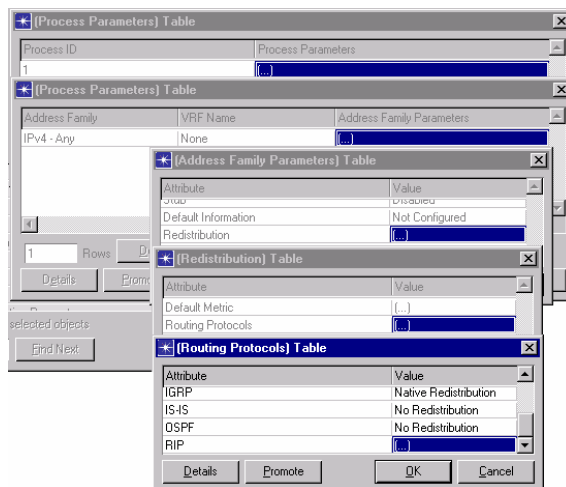 (Process Parameters) Table
Process ID Process Parameters
1 (...)
(Process Parameters) Table
Address Family VRF Name Address Family Parameters
IPv4 - Any None (...)
(Address Family Parameters) Table
Attribute Value
Stub Disabled
Default Information Not Configured
Redistribution (...)
1 Rows
Details
(Redistribution) Table
Attribute Value
Default Metric (...)
Routing Protocols (...)
selected objects
Find Next
(Routing Protocols) Table
Attribute Value
IGRP Native Redistribution
IS-IS No Redistribution
OSPF No Redistribution
RIP (...)
Details Promote OK Cancel